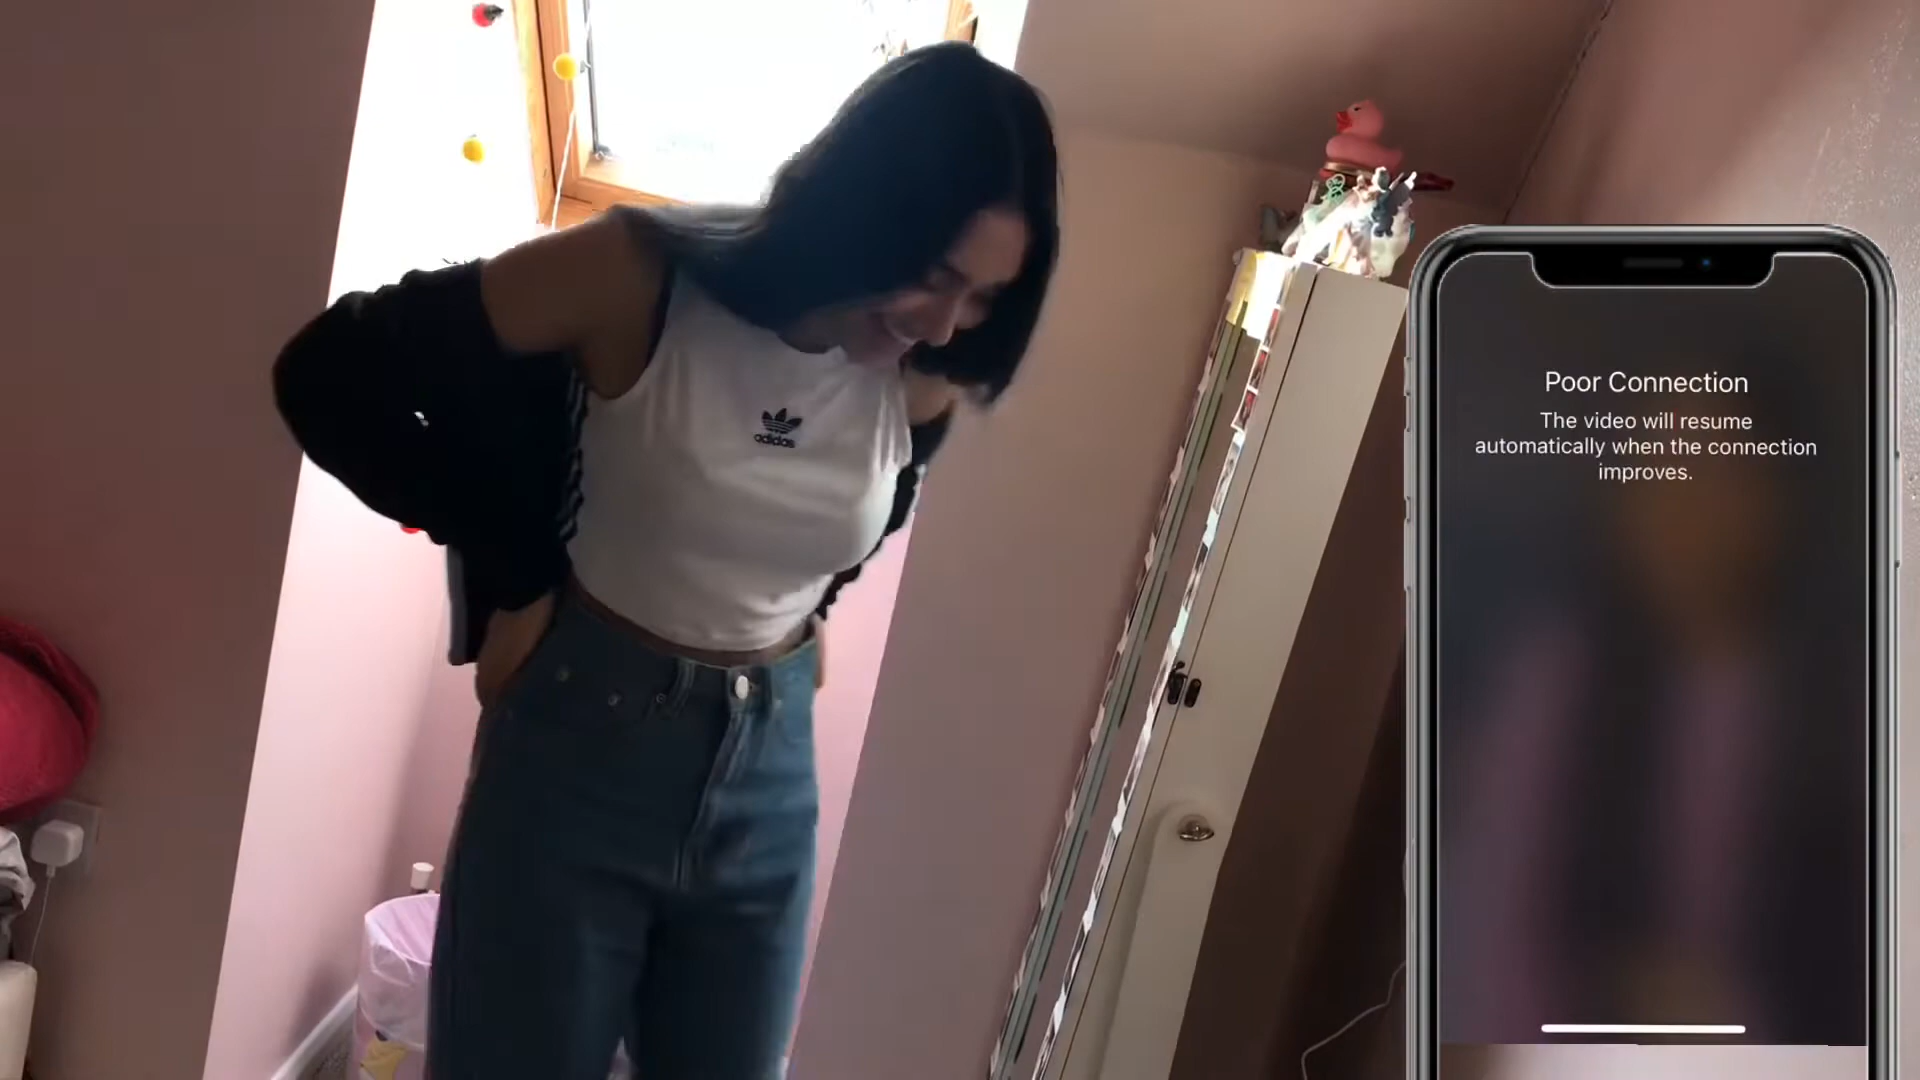 adidas
Poor Connection
The video will resume
automatically when the connection
improves.